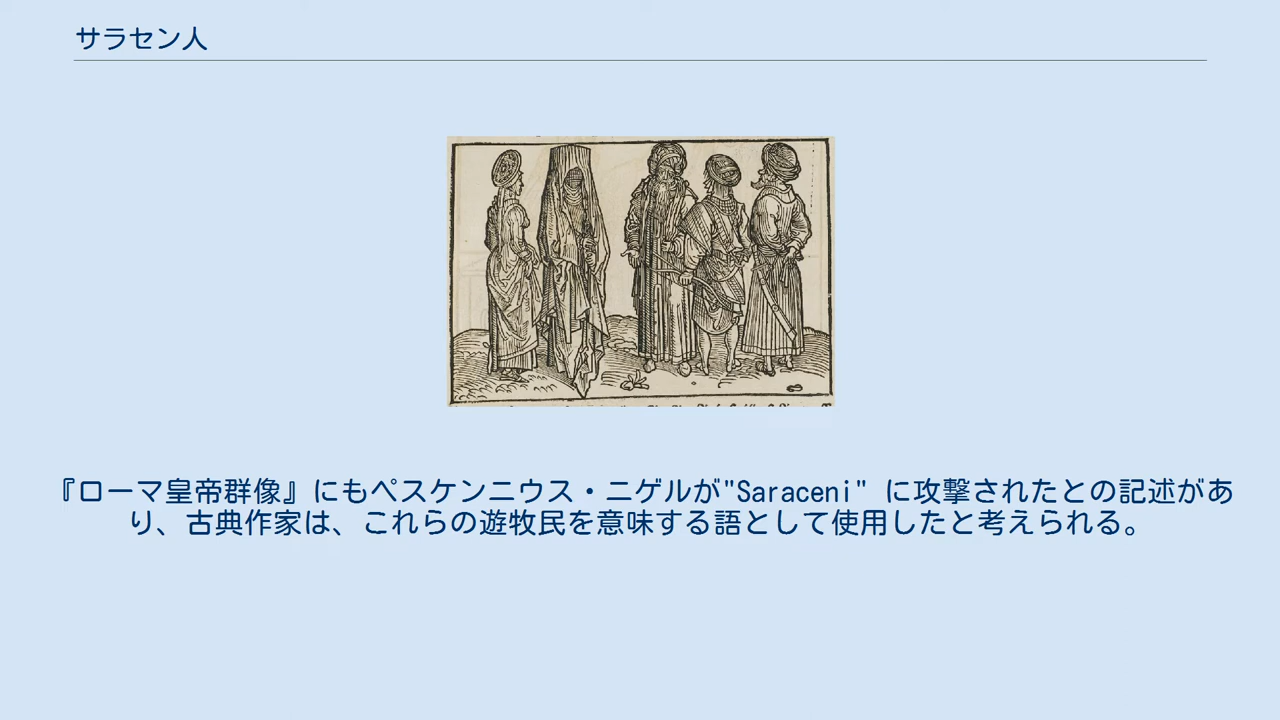 サラセン人
『ローマ皇帝群像』にもペスケンニウス・ニゲルが"Saraceni" に攻撃されたとの記述があ
り、古典作家は、これらの遊牧民を意味する語として使用したと考えられる。